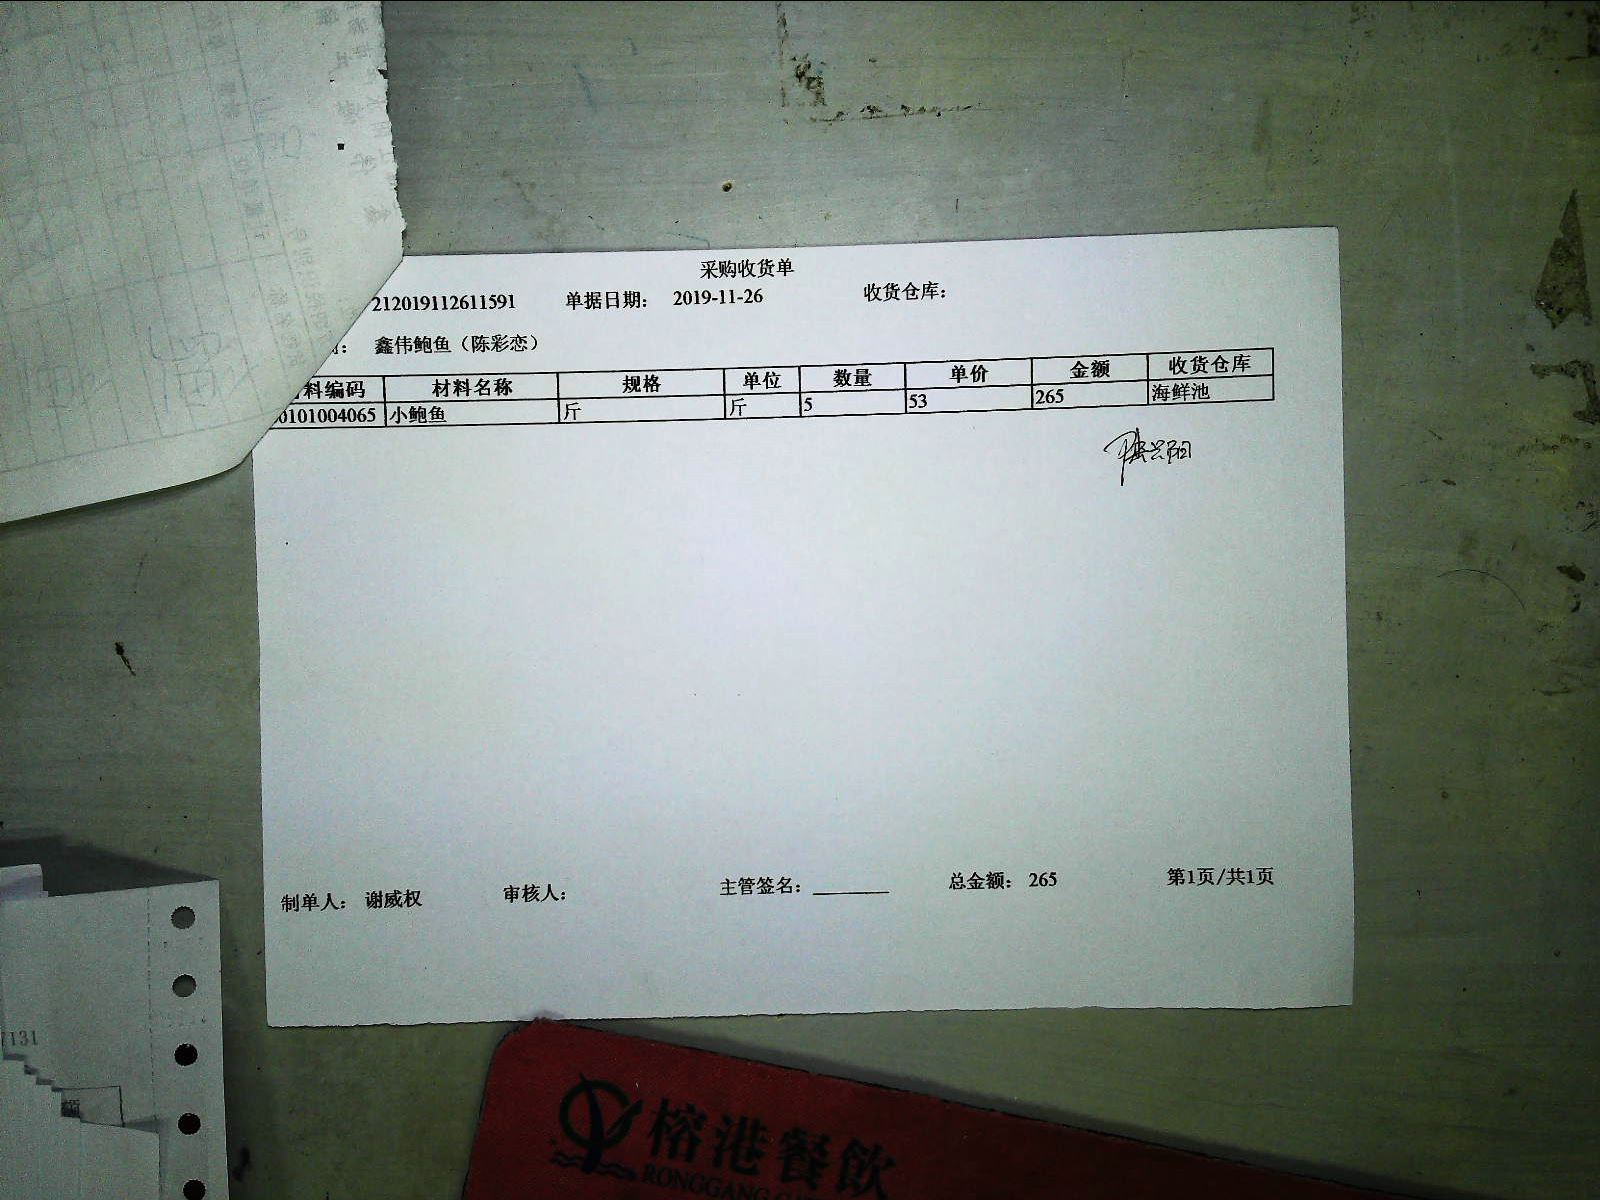 采购收货单
212019112611591 单据日期： 2019-11-26 收货仓库：
： 鑫伟鲍鱼（陈彩恋）
料编码 材料名称 规格 单位 数量 单价 金额 收货仓库
0101004065 小鲍鱼 斤 斤 5 53 265 海鲜池
制单人： 谢威权 审核人： 主管签名： 总金额： 265 第1页/共1页
7131
榕港餐飲
RONGGANG